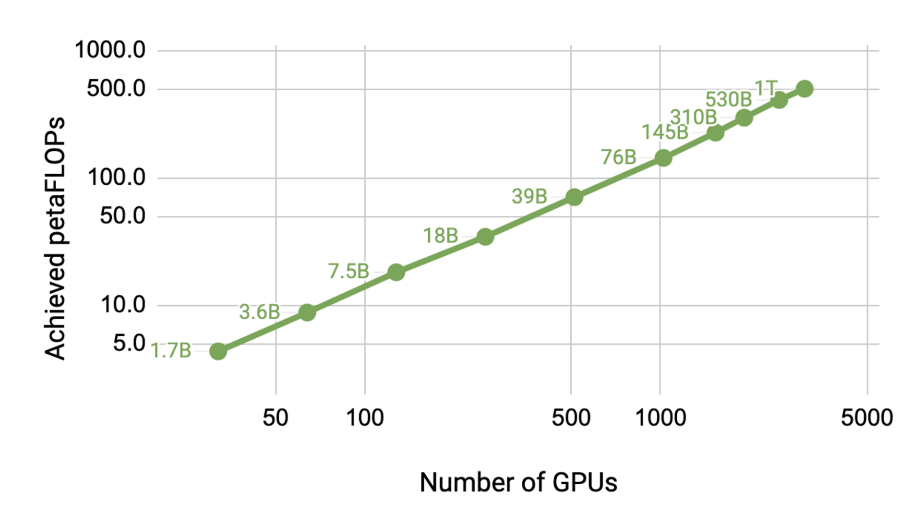 1000.0
500.0
100.0
50.0
10.0
5.0
Achieved petaFLOPs
1.7B
3.6B
7.5B
18B
39B
76B
145B
310B
530B
1T
50 100 500 1000 5000
Number of GPUs